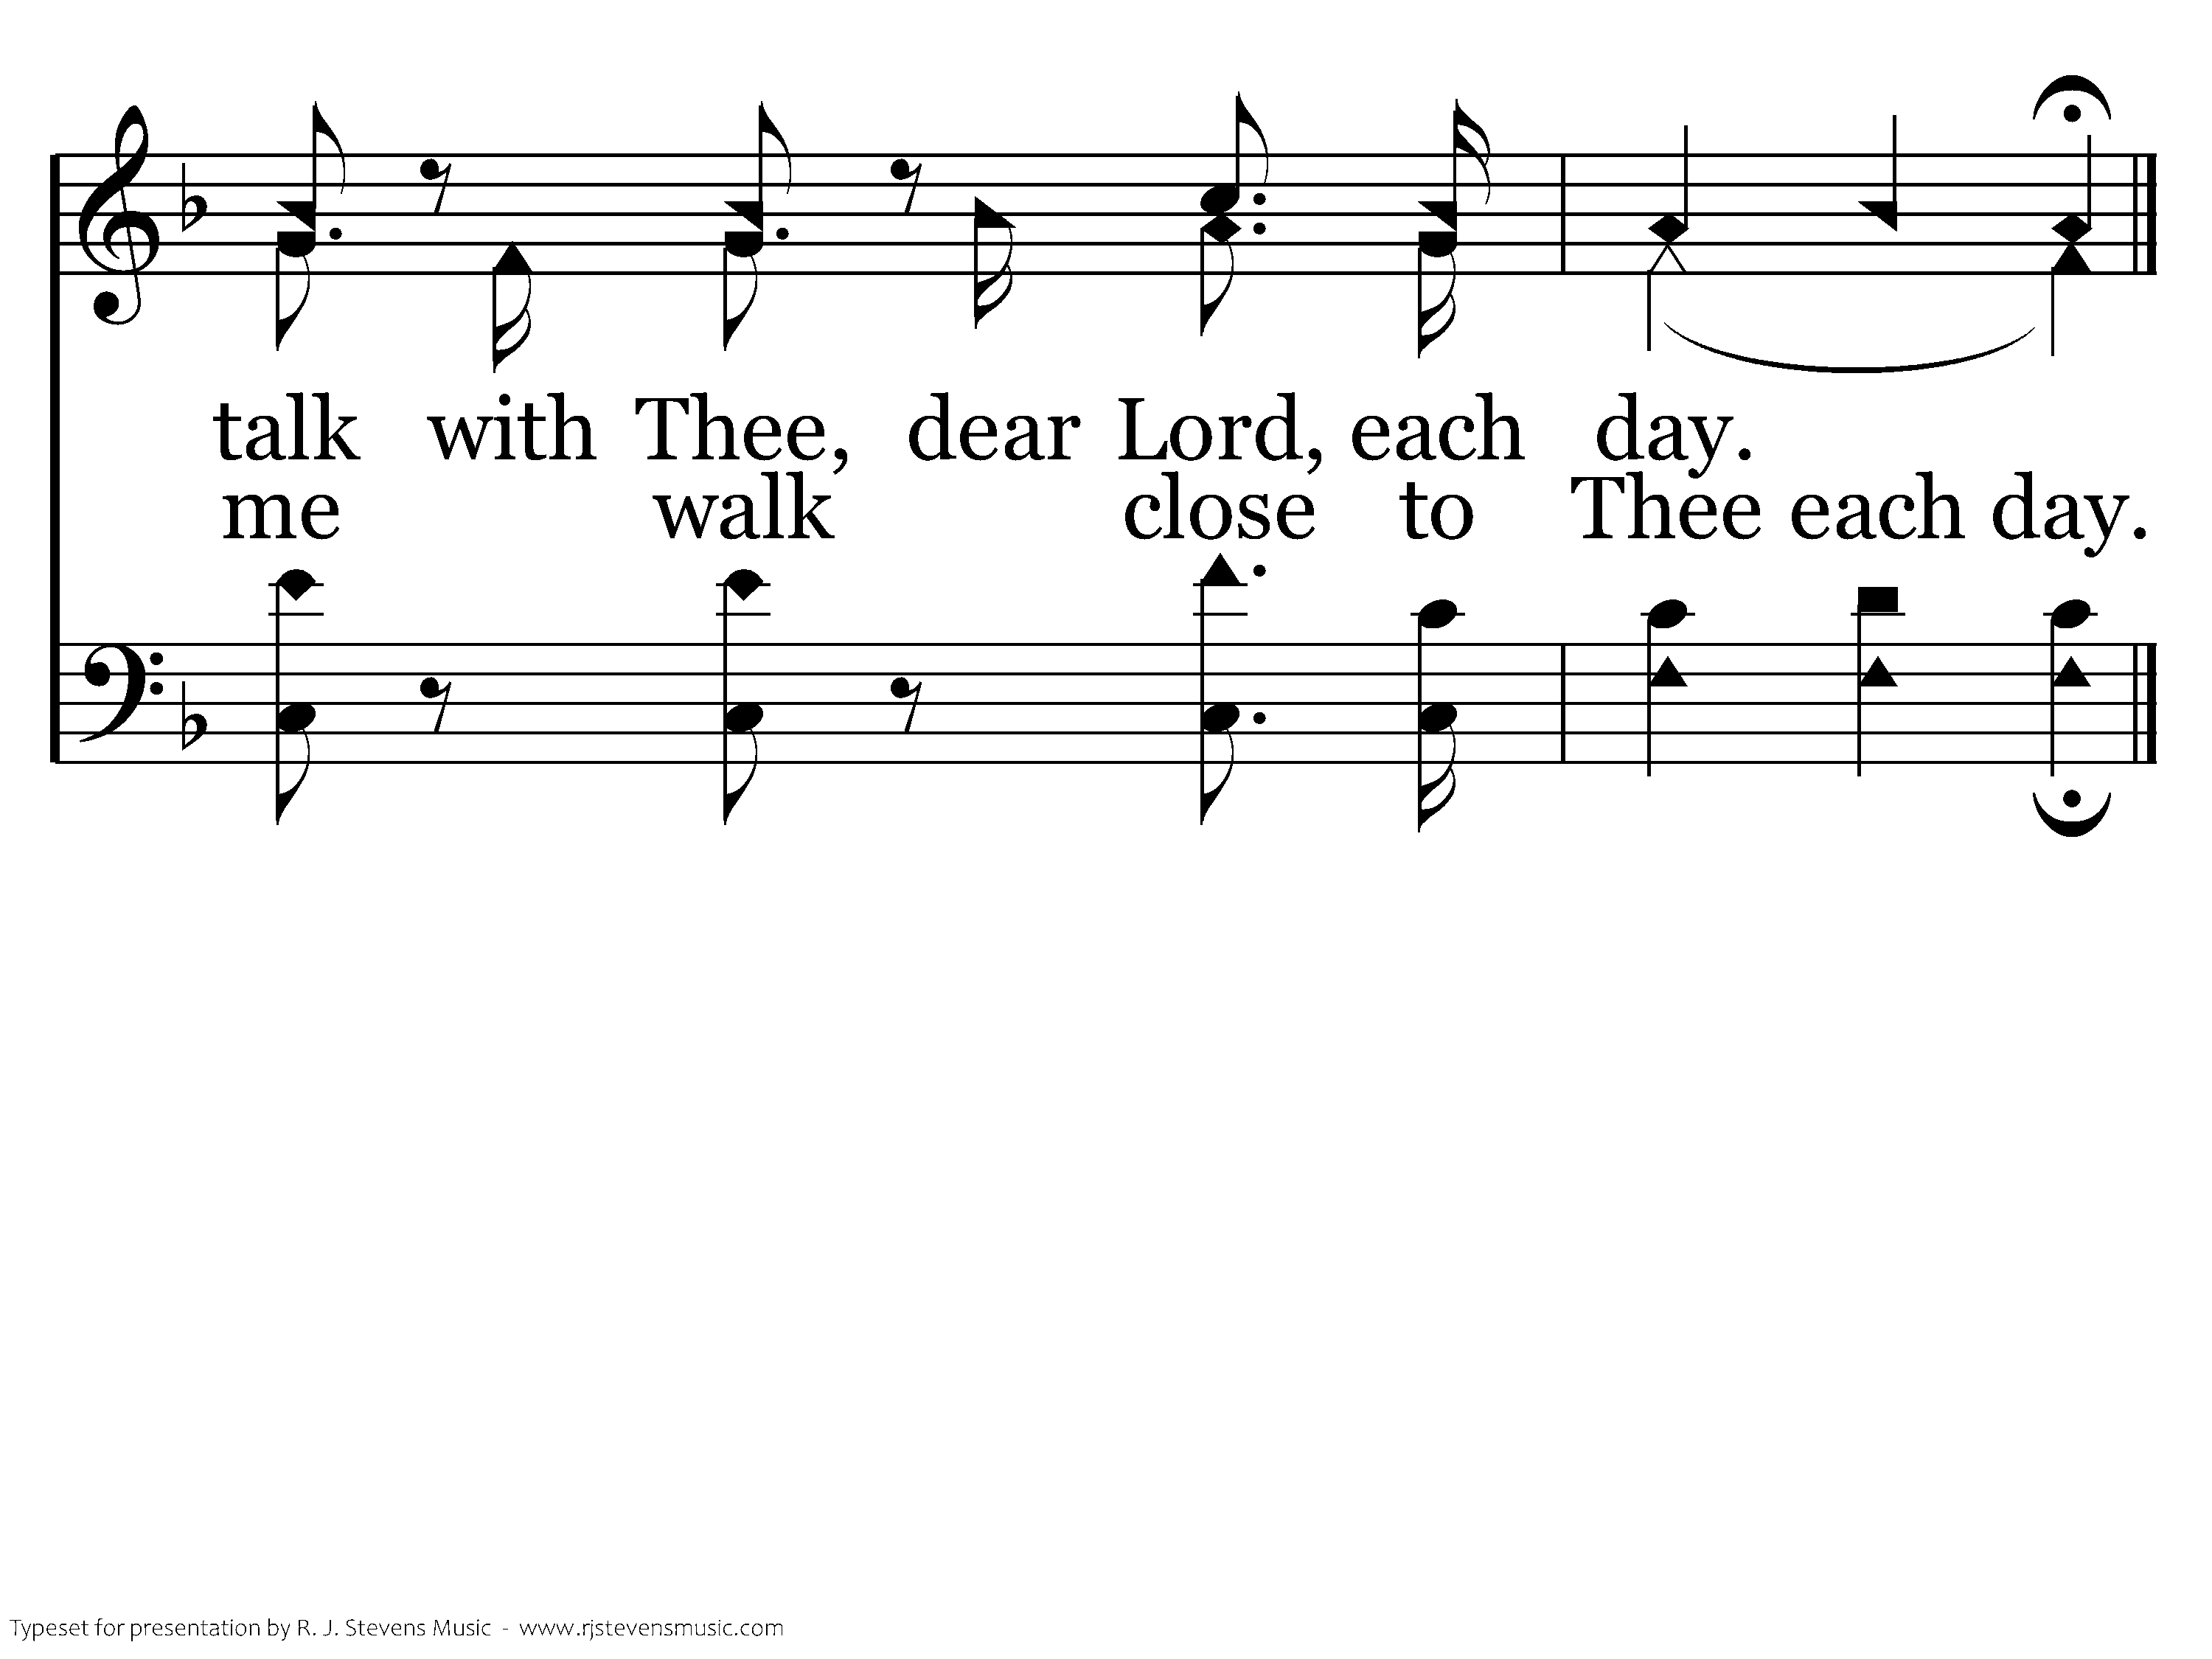 talk with Thee, dear Lord, each day.
me walk close to Thee each day.
Typeset for presentation by R. J. Stevens Music - www.rjstevensmusic.com